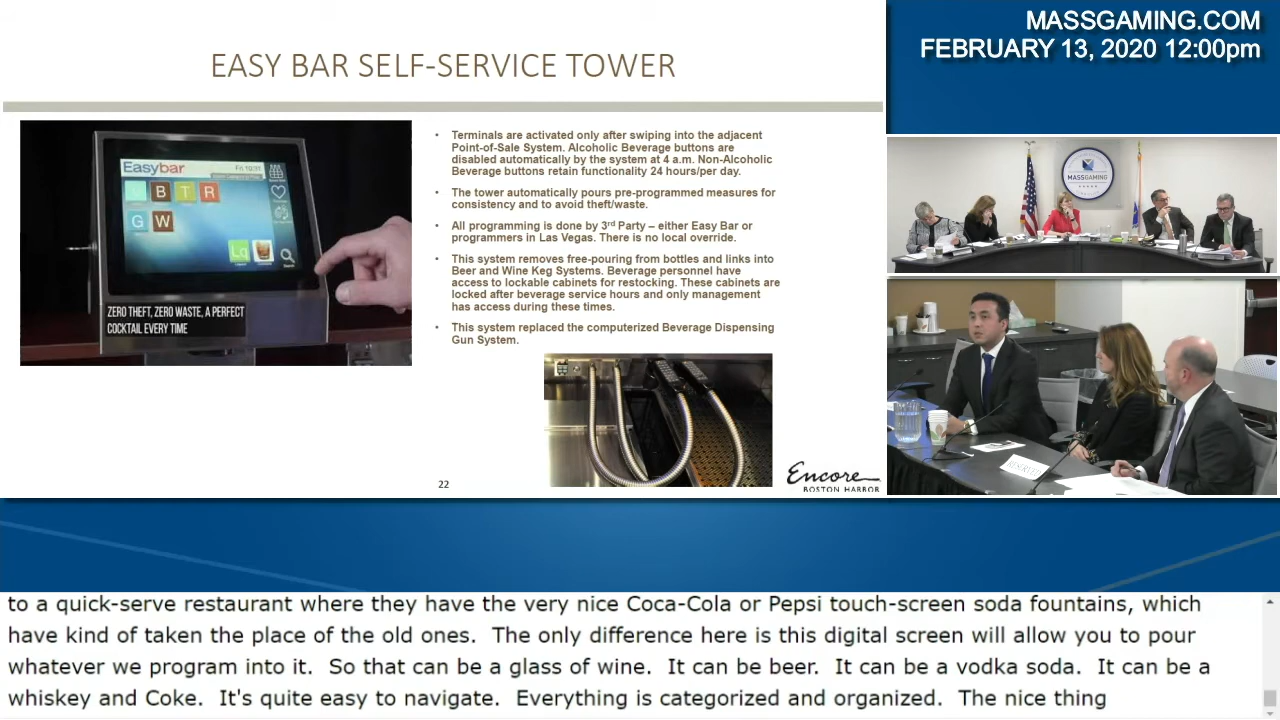 MASSGAMING.COM
FEBRUARY 13, 2020 12:00pm
EASY BAR SELF-SERVICE TOWER
Easybar
B T R
G W
ZERO THEFT, ZERO WASTE, A PERFECT
COCKTAIL EVERY TIME
• Terminals are activated only after swiping into the adjacent
Point-of-Sale System. Alcoholic Beverage buttons are
disabled automatically by the system at 4 a.m. Non-Alcoholic
Beverage buttons retain functionality 24 hours/per day.
• The tower automatically pours pre-programmed measures for
consistency and to avoid theft/waste.
• All programming is done by 3rd Party – either Easy Bar or
programmers in Las Vegas. There is no local override.
• This system removes free-pouring from bottles and links into
Beer and Wine Keg Systems. Beverage personnel have
access to lockable cabinets for restocking. These cabinets are
locked after beverage service hours and only management
has access during these times.
• This system replaced the computerized Beverage Dispensing
Gun System.
22
Encore
BOSTON HARBOR
MASSGAMING
RESERVED
to a quick-serve restaurant where they have the very nice Coca-Cola or Pepsi touch-screen soda fountains, which
have kind of taken the place of the old ones. The only difference here is this digital screen will allow you to pour
whatever we program into it. So that can be a glass of wine. It can be beer. It can be a vodka soda. It can be a
whiskey and Coke. It's quite easy to navigate. Everything is categorized and organized. The nice thing